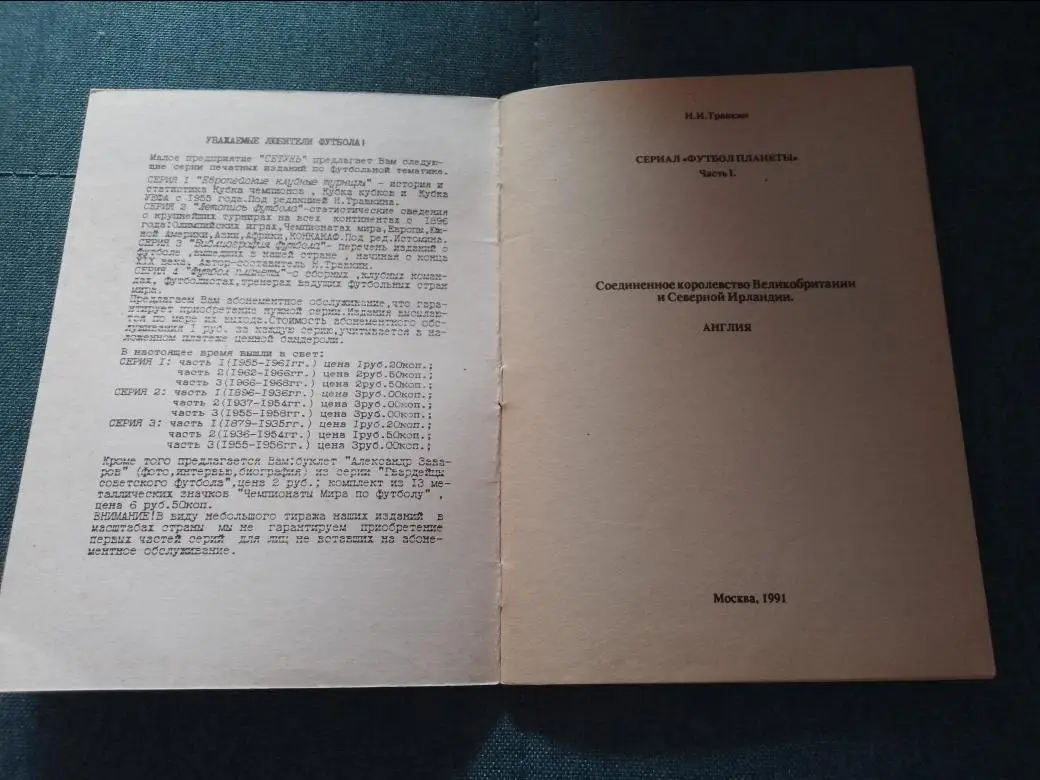 УВАЖАЕМЫЕ ЛЮБИТЕЛИ ФУТБОЛА!
Малое предприятие "СЕТУНЬ" предлагает Вам следую-
щие серии печатных изданий по футбольной тематике.
СЕРИЯ 1 "Европейские клубные турниры" - история и
статистика Кубка чемпионов , Кубка кубков и Кубка
УЕФА с 1955 года.Под редакцией Н.Травкина.
СЕРИЯ 2 "Летопись футбола"-статистические сведения
о крупнейших турнирах на всех континентах с 1896
года:Олимпийских играх,Чемпионатах мира,Европы,Юж-
ной Америки,Азии,Африки,КОНКАКАФ.Под ред.Истомина.
СЕРИЯ 3 "Библиография футбола"- перечень изданий о
футболе ,вышедших в нашей стране , начиная с конца
XIX века. Автор-составитель Н.Травкин.
СЕРИЯ 4 "Футбол планеты"-о сборных ,клубных коман-
дах, футболистах,тренерах ведущих футбольных стран
мира.
Предлагаем Вам абонементное обслуживание,что гаран-
тирует приобретение нужной серии.Издания высылают-
ся по мере их выхода.Стоимость абонементного обс-
луживания 1 руб. за каждую серию,учитывается в на-
ложенном платеже ценной бандероли.
В настоящее время вышли в свет:
СЕРИЯ 1: часть 1(1955-1961гг.) цена 1руб.20коп.;
часть 2(1962-1966гг.) цена 2руб.50коп.;
часть 3(1966-1968гг.) цена 2руб.50коп.;
СЕРИЯ 2: часть 1(1896-1936гг.) цена 3руб.00коп.;
часть 2(1937-1954гг.) цена 3руб.00коп.;
часть 3(1955-1958гг.) цена 3руб.00коп.;
СЕРИЯ 3: часть 1(1879-1935гг.) цена 1руб.20коп.;
часть 2(1936-1954гг.) цена 1руб.50коп.;
часть 3(1955-1956гг.) цена 3руб.00коп.;
Кроме того предлагается Вам:буклет "Александр Зава-
ров" (фото,интервью,биография) из серии "Гвардейцы
советского футбола",цена 2 руб.; комплект из 13 ме-
таллических значков "Чемпионаты Мира по футболу" ,
цена 6 руб.50коп.
ВНИМАНИЕ!В виду небольшого тиража наших изданий в
масштабах страны мы не гарантируем приобретение
первых частей серий для лиц не вставших на абоне-
ментное обслуживание.
Н.И. Травкин
СЕРИАЛ «ФУТБОЛ ПЛАНЕТЫ»
Часть I.
Соединенное королевство Великобритании
и Северной Ирландии.
АНГЛИЯ
Москва, 1991